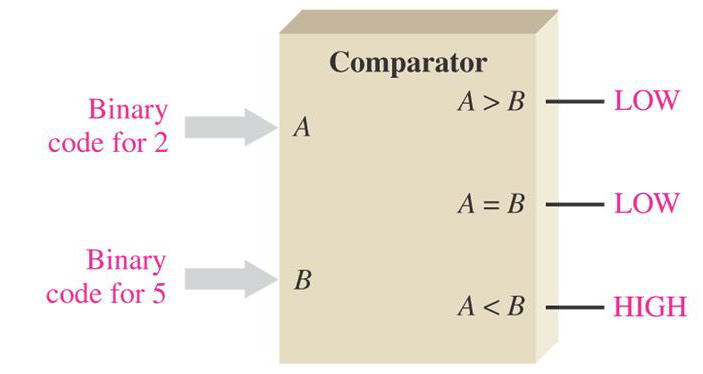 Comparator
Binary
code for 2
A
A > B
LOW
A = B
LOW
Binary
code for 5
B
A < B
HIGH